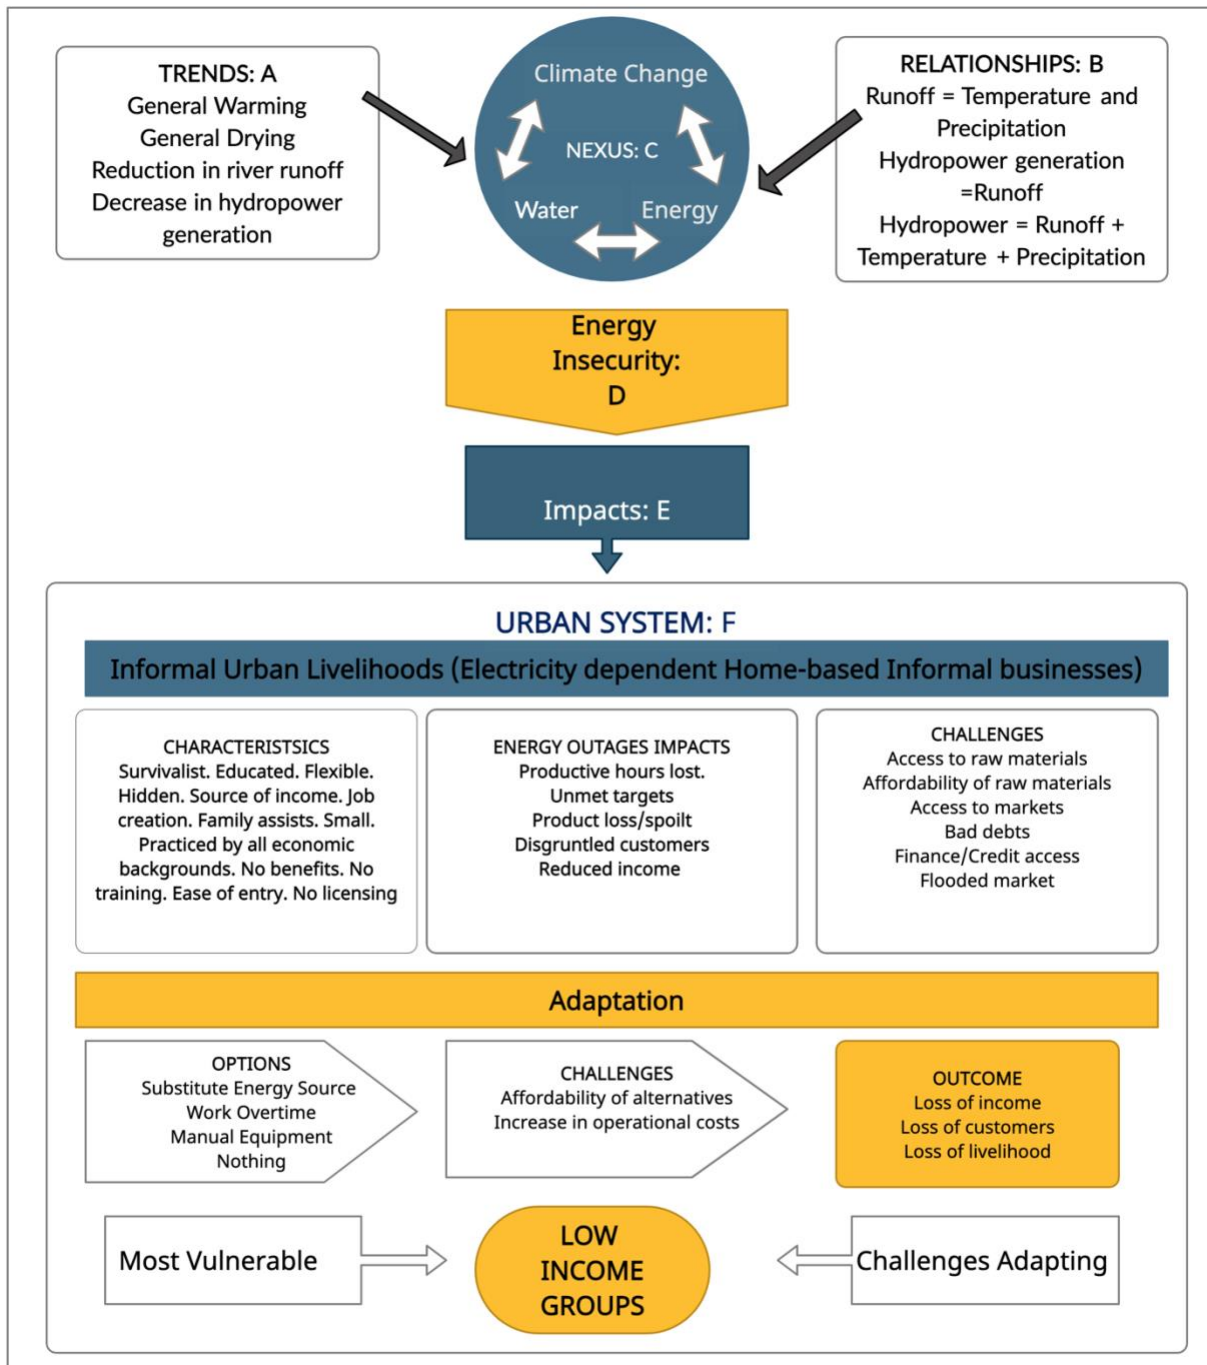 TRENDS: A
General Warming
General Drying
Reduction in river runoff
Decrease in hydropower
generation
Climate Change
NEXUS: C
Water
Energy
RELATIONSHIPS: B
Runoff = Temperature and
Precipitation
Hydropower generation
=Runoff
Hydropower = Runoff +
Temperature + Precipitation
Energy
Insecurity:
D
Impacts: E
URBAN SYSTEM: F
Informal Urban Livelihoods (Electricity dependent Home-based Informal businesses)
CHARACTERISTSICS
Survivalist. Educated. Flexible.
Hidden. Source of income. Job
creation. Family assists. Small.
Practiced by all economic
backgrounds. No benefits. No
training. Ease of entry. No licensing
ENERGY OUTAGES IMPACTS
Productive hours lost.
Unmet targets
Product loss/spoilt
Disgruntled customers
Reduced income
CHALLENGES
Access to raw materials
Affordability of raw materials
Access to markets
Bad debts
Finance/Credit access
Flooded market
Adaptation
OPTIONS
Substitute Energy Source
Work Overtime
Manual Equipment
Nothing
CHALLENGES
Affordability of alternatives
Increase in operational costs
OUTCOME
Loss of income
Loss of customers
Loss of livelihood
Most Vulnerable
LOW
INCOME
GROUPS
Challenges Adapting